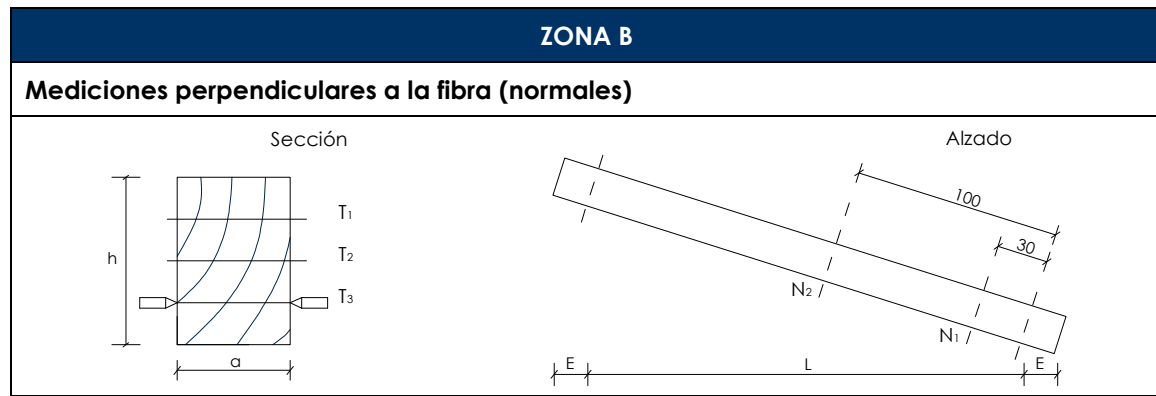 ZONA B
Mediciones perpendiculares a la fibra (normales)
Sección
Alzado
T1
T2
T3
h
a
100
30
N2
N1
E
L
E